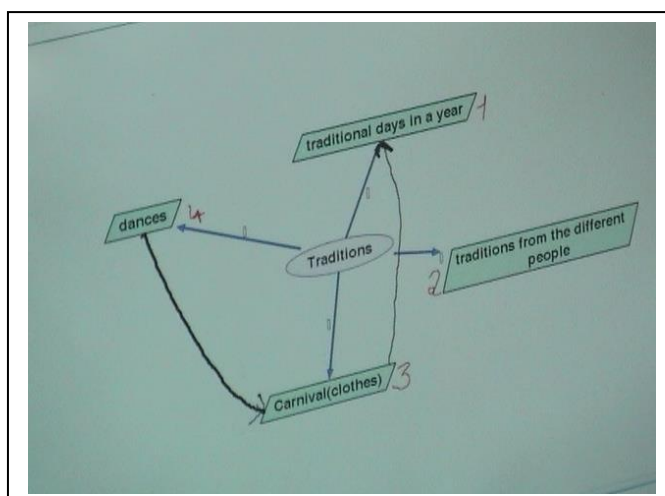 traditional days in a year 1
dances 4
Traditions
traditions from the different
people
2
Carnival(clothes) 3